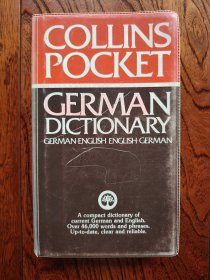 COLLINS
POCKET
GERMAN
DICTIONARY
GERMAN·ENGLISH ENGLISH·GERMAN
A compact dictionary of
current German and English.
Over 46,000 words and phrases.
Up-to-date, clear and reliable.